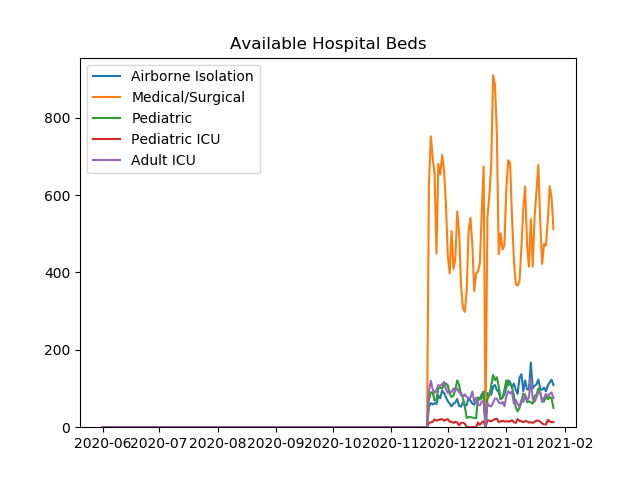 Available Hospital Beds
Airborne Isolation
Medical/Surgical
Pediatric
Pediatric ICU
Adult ICU
800
600
400
200
0
2020-06 2020-07 2020-08 2020-09 2020-10 2020-11 2020-12 2021-01 2021-02